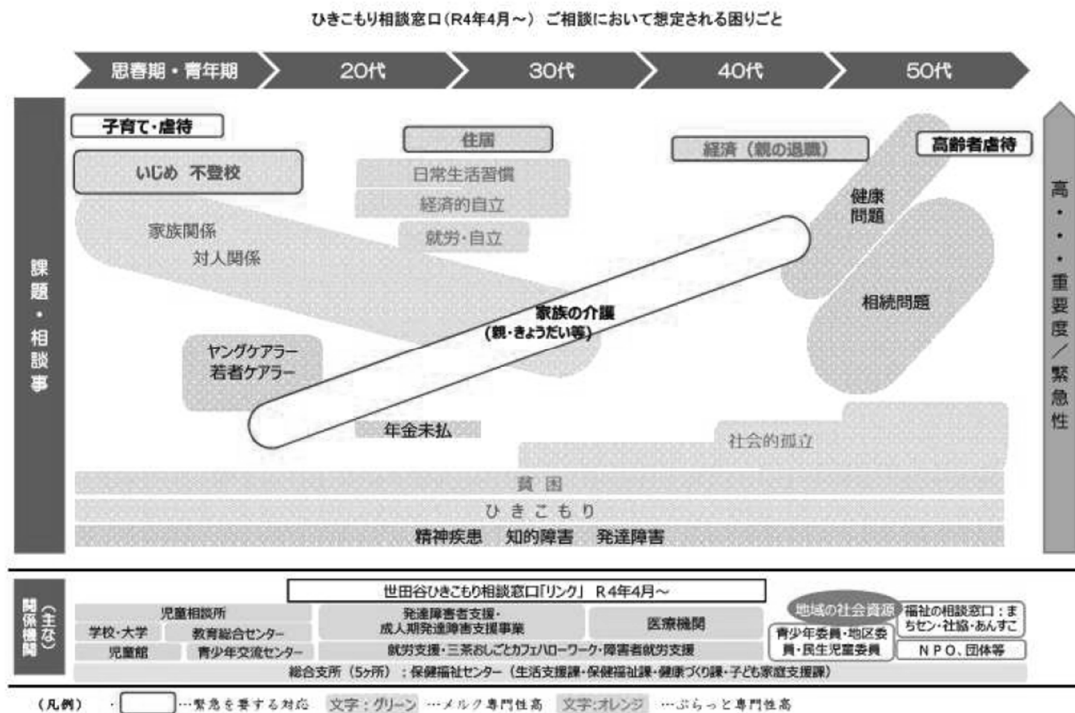 ひきこもり相談窓口(R4年4月～) ご相談において想定される困りごと
思春期・青年期
20代
30代
40代
50代
課題・相談事
高・・・重要度／緊急性
子育て・虐待
住居
経済(親の退職)
高齢者虐待
いじめ 不登校
日常生活習慣
経済的自立
就労・自立
健康
問題
家族関係
対人関係
相続問題
家族の介護
(親・きょうだい等)
ヤングケアラー
若者ケアラー
年金未払
社会的孤立
貧困
ひきこもり
精神疾患 知的障害 発達障害
(主な)
関係機関
世田谷ひきこもり相談窓口「リンク」 R4年4月～
児童相談所
学校・大学
教育総合センター
児童館
青少年交流センター
発達障害者支援・
成人期発達障害支援事業
医療機関
就労支援・三茶おしごとカフェハローワーク・障害者就労支援
地域の社会資源
福祉の相談窓口：ま
ちセン・社協・あんすこ
青少年委員・地区委
員・民生児童委員
NPO、団体等
総合支所(5ヶ所)：保健福祉センター(生活支援課・保健福祉課・健康づくり課・子ども家庭支援課)
(凡例) ・ …緊急を要する対応 文字：グリーン …メルク専門性高 文字:オレンジ …ぷらっと専門性高